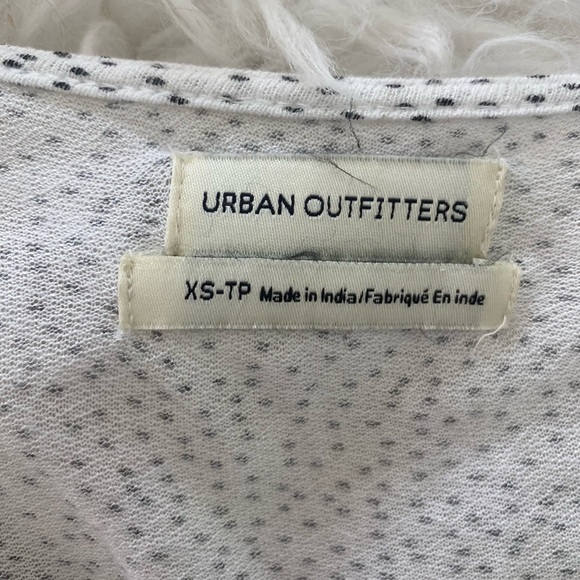 URBAN OUTFITTERS
XS-TP Made in India/Fabriqué En inde